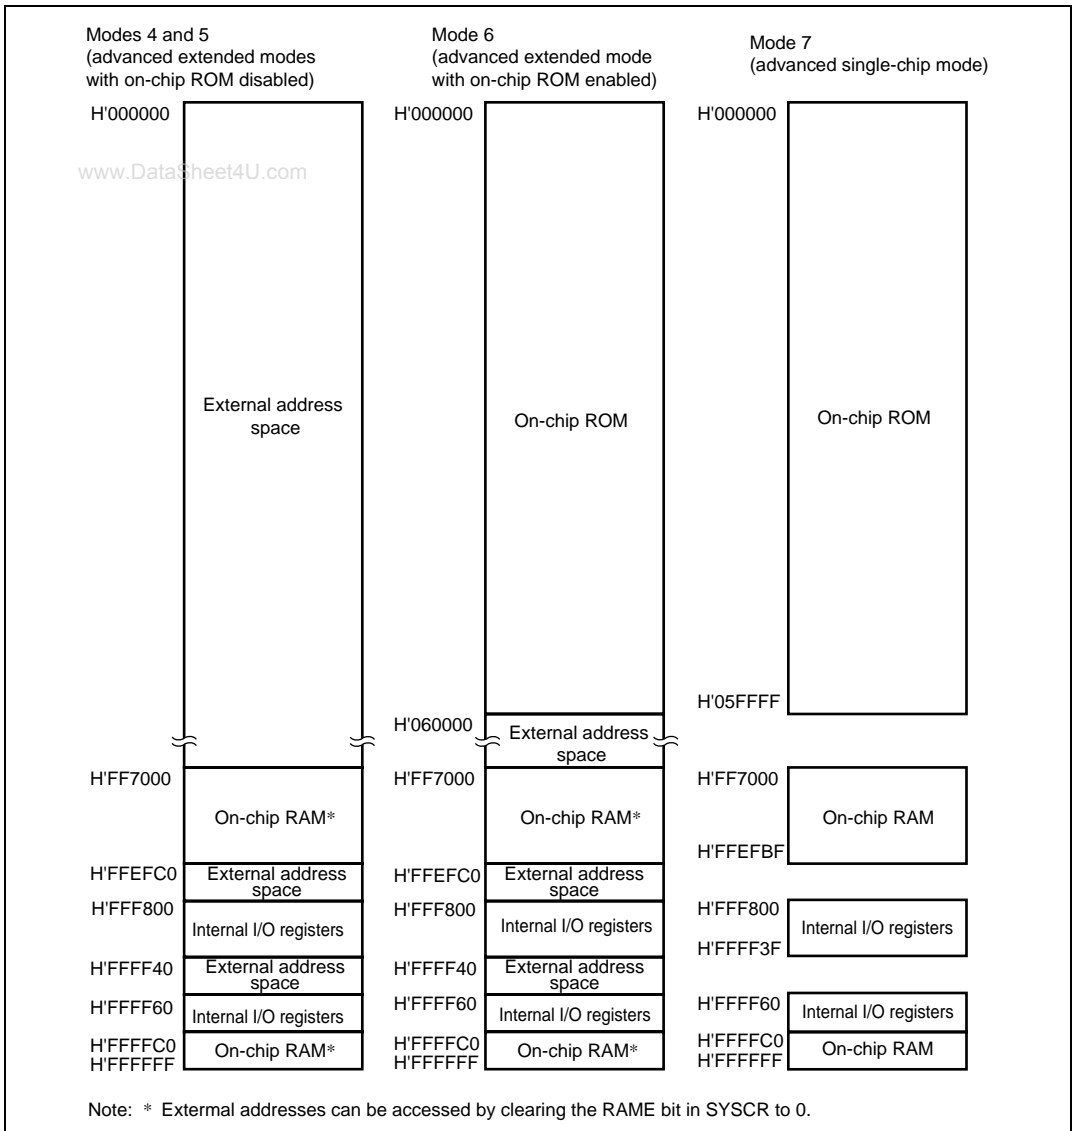 Modes 4 and 5
(advanced extended modes
with on-chip ROM disabled)
H'000000
External address
space
H'FF7000
On-chip RAM*
H'FFEFC0
External address
space
H'FFF800
Internal I/O registers
H'FFFF40
External address
space
H'FFFF60
Internal I/O registers
H'FFFFC0
On-chip RAM*
H'FFFFFF
Mode 6
(advanced extended mode
with on-chip ROM enabled)
H'000000
On-chip ROM
H'060000
External address
space
H'FF7000
On-chip RAM*
H'FFEFC0
External address
space
H'FFF800
Internal I/O registers
H'FFFF40
External address
space
H'FFFF60
Internal I/O registers
H'FFFFC0
On-chip RAM*
H'FFFFFF
Mode 7
(advanced single-chip mode)
H'000000
On-chip ROM
H'05FFFF
H'FF7000
On-chip RAM
H'FFEFBF
H'FFF800
Internal I/O registers
H'FFFF3F
H'FFFF60
Internal I/O registers
H'FFFFC0
On-chip RAM
H'FFFFFF
www.DataSheet4U.com
Note: * Extermal addresses can be accessed by clearing the RAME bit in SYSCR to 0.